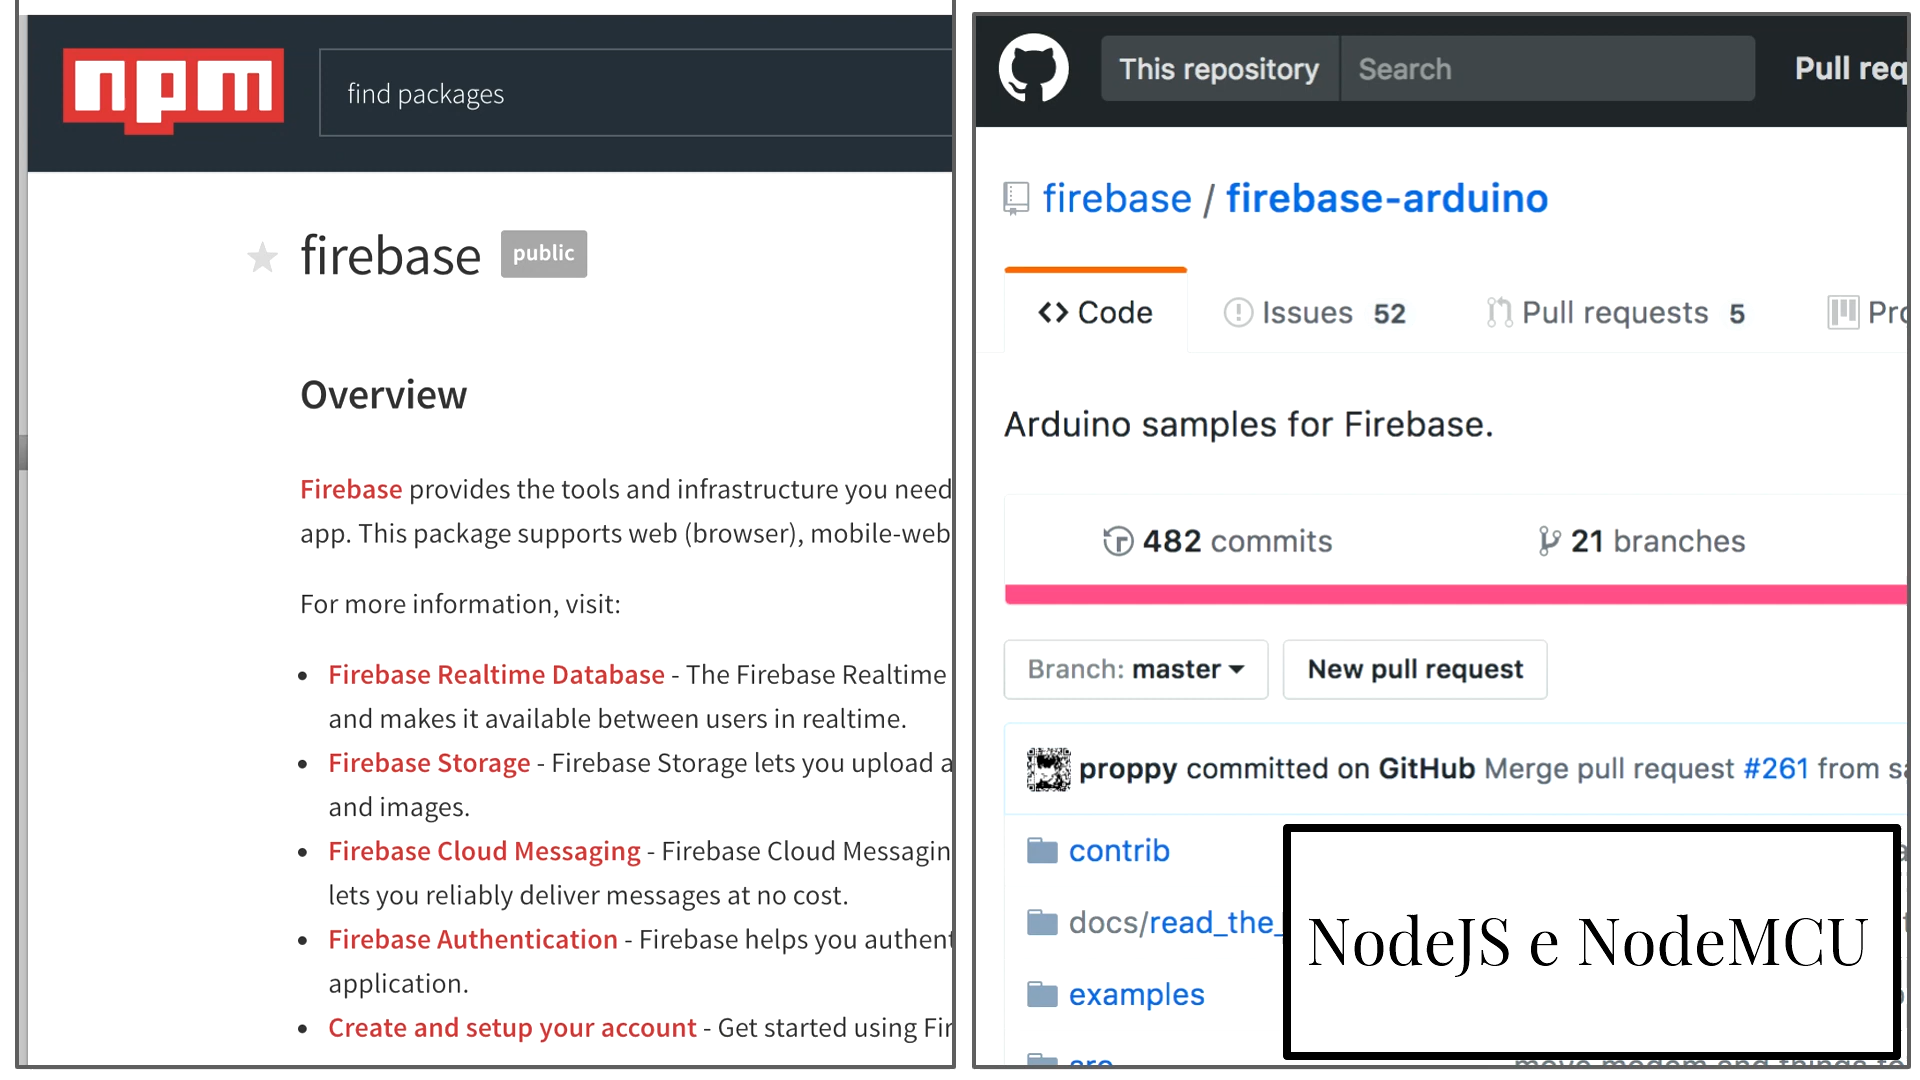 npm
find packages
firebase public
Overview
Firebase provides the tools and infrastructure you need
app. This package supports web (browser), mobile-web
For more information, visit:
• Firebase Realtime Database - The Firebase Realtime
and makes it available between users in realtime.
• Firebase Storage - Firebase Storage lets you upload a
and images.
• Firebase Cloud Messaging - Firebase Cloud Messagin
lets you reliably deliver messages at no cost.
• Firebase Authentication - Firebase helps you authent
application.
• Create and setup your account - Get started using Fir
This repository Search Pull req
firebase / firebase-arduino
Code Issues 52 Pull requests 5 Pro
Arduino samples for Firebase.
482 commits 21 branches
Branch: master New pull request
proppy committed on GitHub Merge pull request #261 from sa
contrib
docs/read_the_
examples
src
NodeJS e NodeMCU